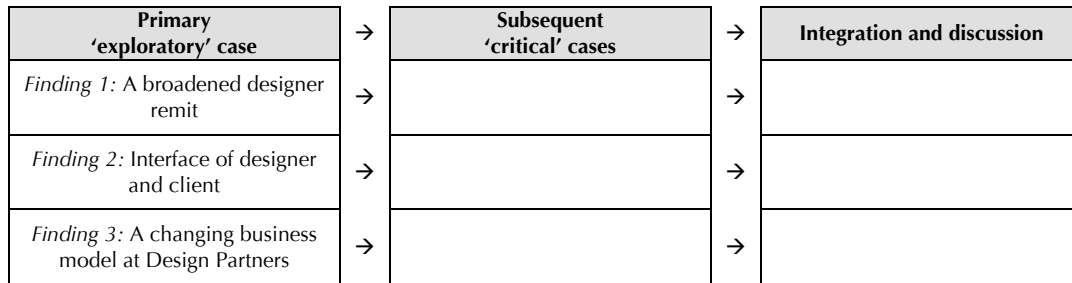 Primary
‘exploratory’ case
→
Subsequent
‘critical’ cases
→
Integration and discussion
Finding 1: A broadened designer
remit
→
→
Finding 2: Interface of designer
and client
→
→
Finding 3: A changing business
model at Design Partners
→
→